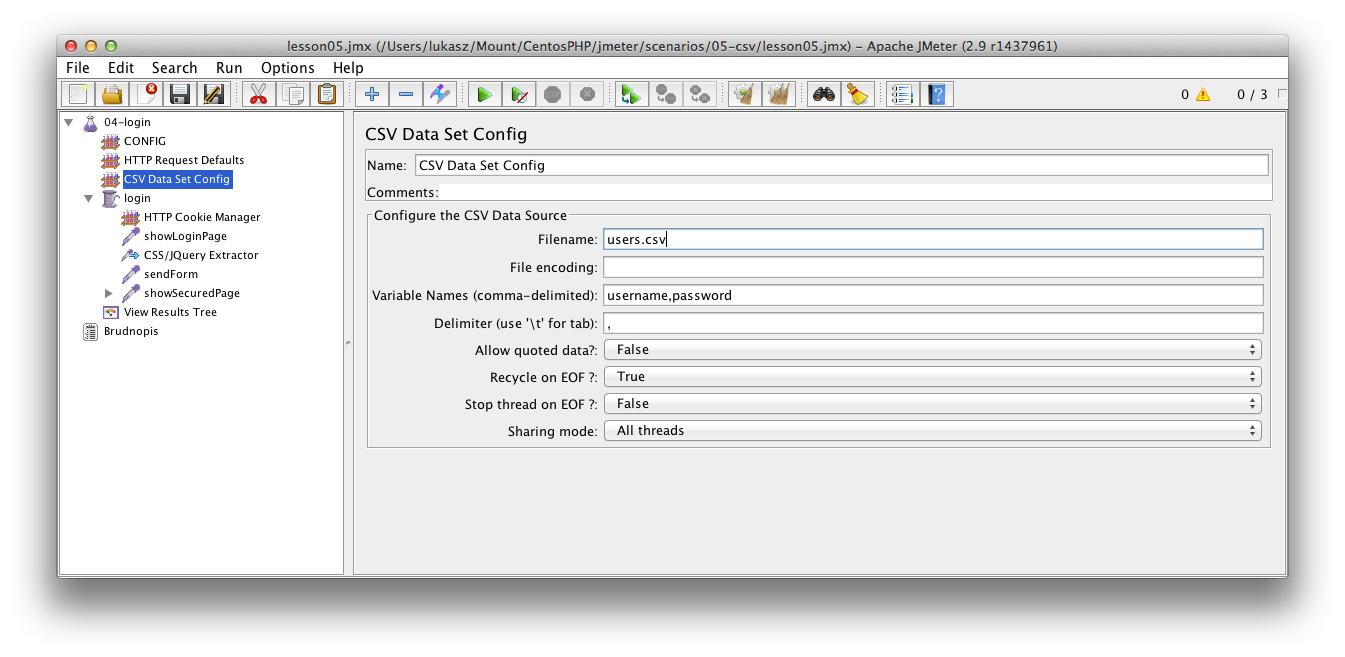 lesson05.jmx (/Users/lukasz/Mount/CentosPHP/jmeter/scenarios/05-csv/lesson05.jmx) – Apache JMeter (2.9 r1437961)
File Edit Search Run Options Help
0 0 / 3
04-login
CONFIG
HTTP Request Defaults
CSV Data Set Config
login
HTTP Cookie Manager
showLoginPage
CSS/JQuery Extractor
sendForm
showSecuredPage
View Results Tree
Brudnopis
CSV Data Set Config
Name: CSV Data Set Config
Comments:
Configure the CSV Data Source
Filename: users.csv
File encoding:
Variable Names (comma-delimited): username,password
Delimiter (use '\t' for tab): ,
Allow quoted data?: False
Recycle on EOF ?: True
Stop thread on EOF ?: False
Sharing mode: All threads